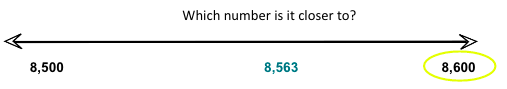 Which number is it closer to?
8,500 8,563 8,600